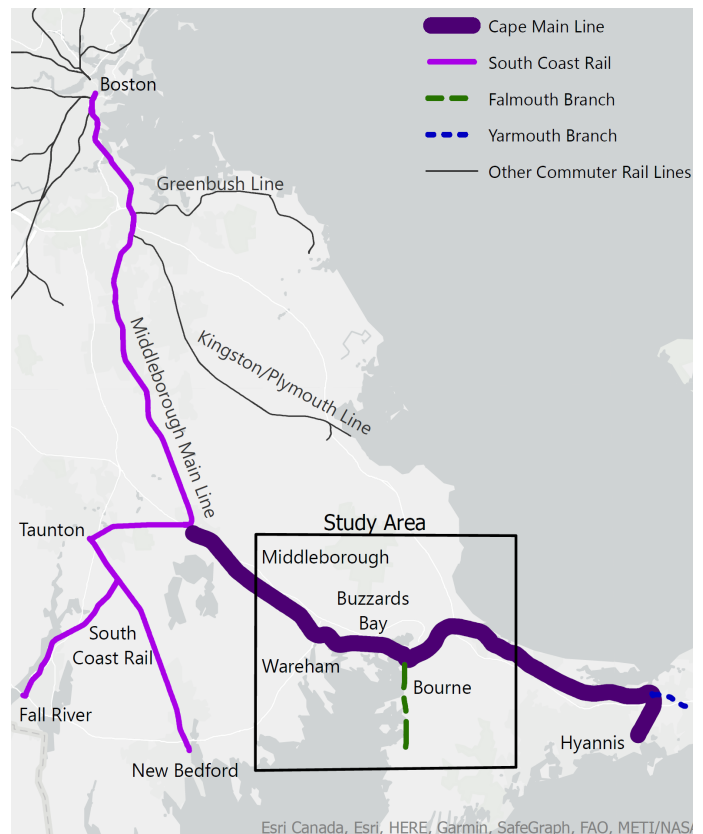 Cape Main Line
South Coast Rail
Falmouth Branch
Yarmouth Branch
Other Commuter Rail Lines
Boston
Greenbush Line
Kingston/Plymouth Line
Middleborough Main Line
Study Area
Taunton
Middleborough
Buzzards
Bay
South
Coast Rail
Wareham
Bourne
Fall River
Hyannis
New Bedford
Esri Canada, Esri, HERE, Garmin, SafeGraph, FAO, METI/NASA